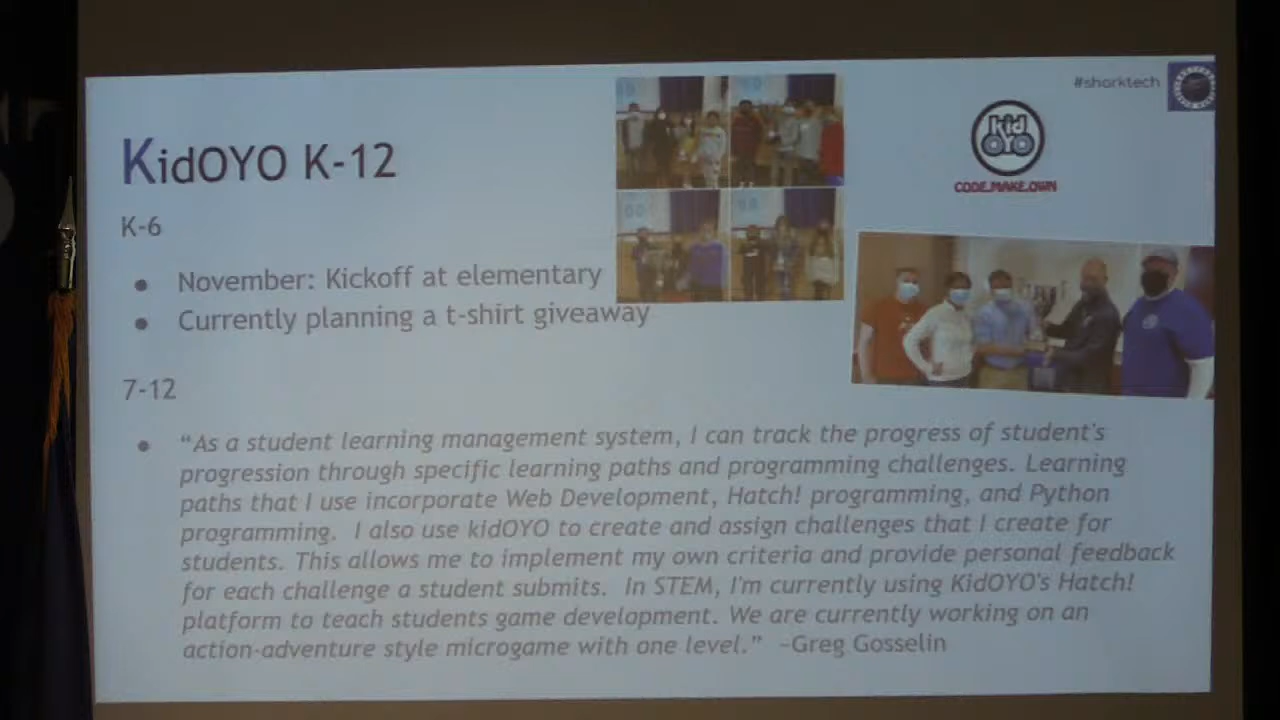 #sharktech
kid
OYO
CODE.MAKE.OWN
KidOYO K-12
K-6
● November: Kickoff at elementary
● Currently planning a t-shirt giveaway
7-12
● “As a student learning management system, I can track the progress of student's
progression through specific learning paths and programming challenges. Learning
paths that I use incorporate Web Development, Hatch! programming, and Python
programming. I also use kidOYO to create and assign challenges that I create for
students. This allows me to implement my own criteria and provide personal feedback
for each challenge a student submits. In STEM, I'm currently using KidOYO's Hatch!
platform to teach students game development. We are currently working on an
action-adventure style microgame with one level.” –Greg Gosselin